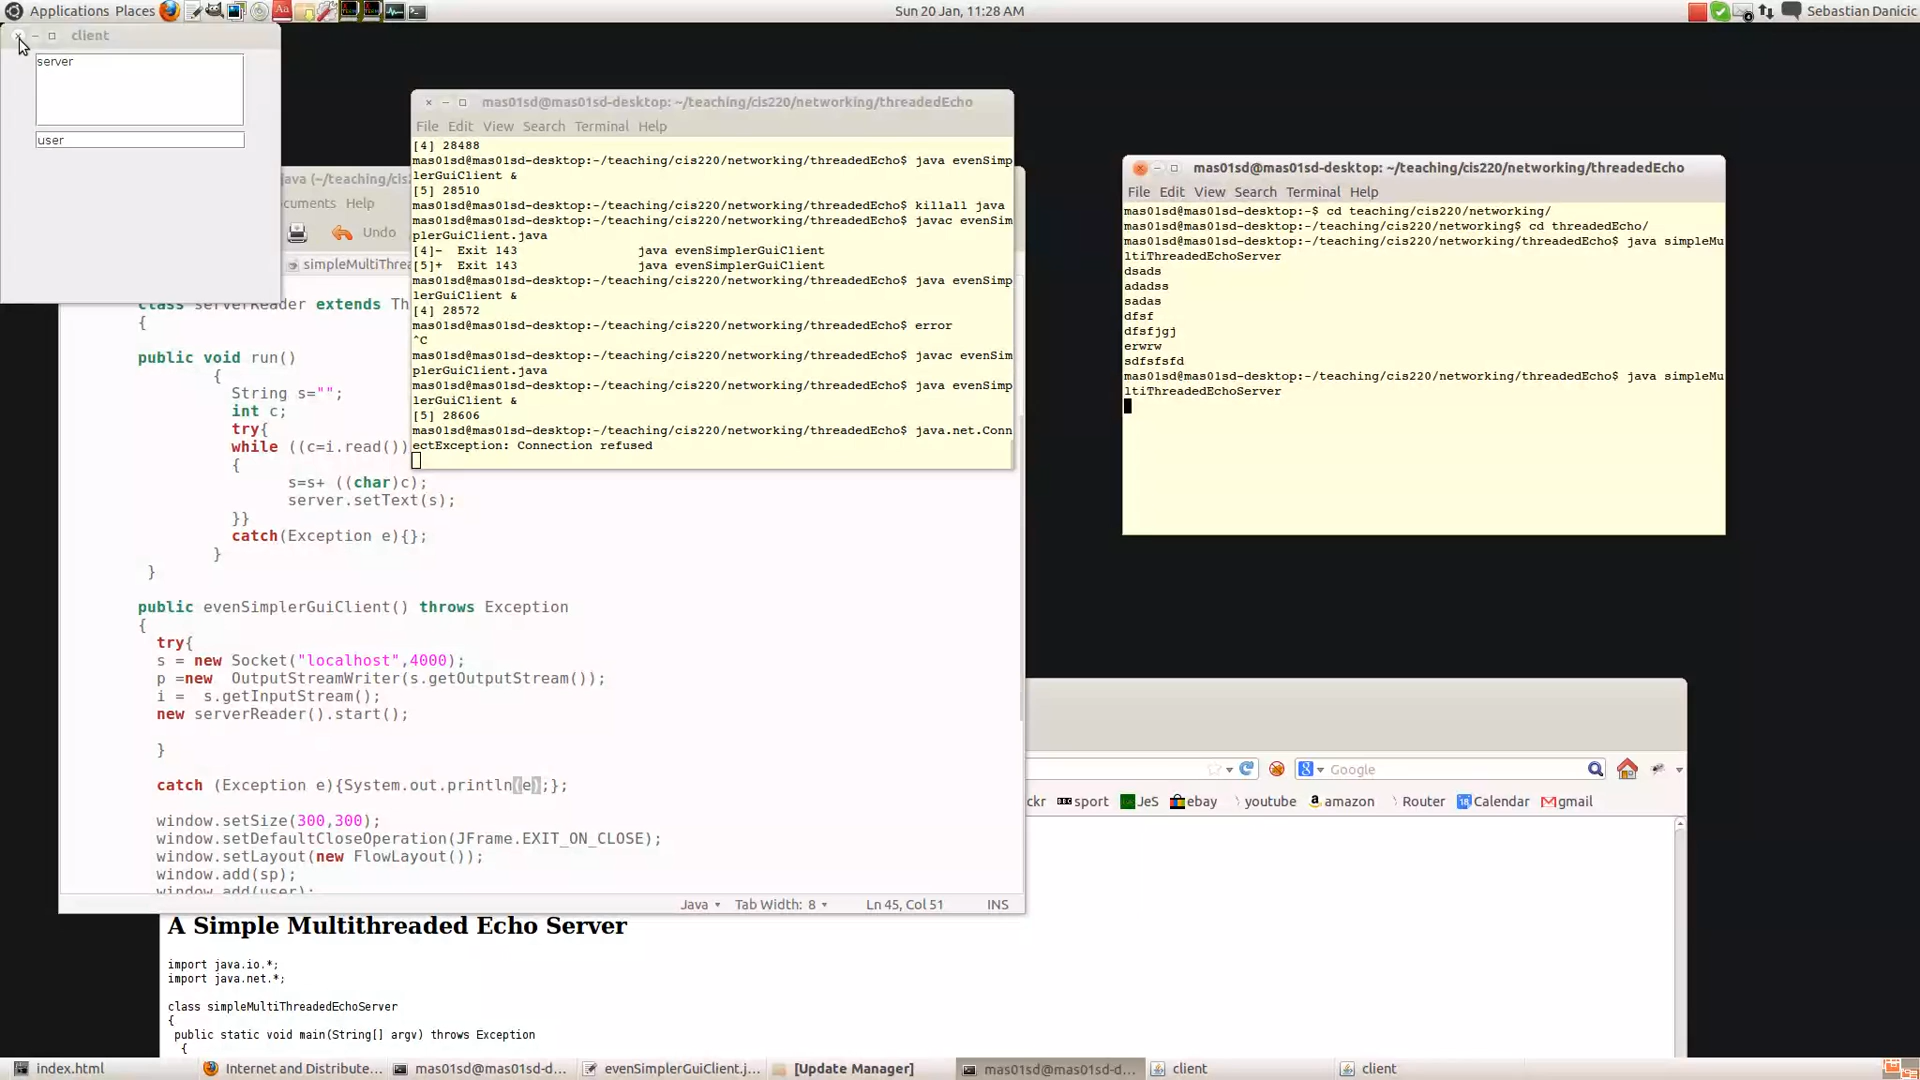 Applications Places
Sun 20 Jan, 11:28 AM
Sebastian Danicic
client
server
user
java (~/teaching/cis2
ocuments Help
Undo
simpleMultiThrea
class serverReader extends Th
{
public void run()
{
String s="";
int c;
try{
while ((c=i.read())
{
s=s+ ((char)c);
server.setText(s);
}}
catch(Exception e){};
}
}
public evenSimplerGuiClient() throws Exception
{
try{
s = new Socket("localhost",4000);
p =new OutputStreamWriter(s.getOutputStream());
i = s.getInputStream();
new serverReader().start();
}
catch (Exception e){System.out.println(e);};
window.setSize(300,300);
window.setDefaultCloseOperation(JFrame.EXIT_ON_CLOSE);
window.setLayout(new FlowLayout());
window.add(sp);
window.add(user);
Java Tab Width: 8 Ln 45, Col 51 INS
mas01sd@mas01sd-desktop: ~/teaching/cis220/networking/threadedEcho
File Edit View Search Terminal Help
[4] 28488
mas01sd@mas01sd-desktop:~/teaching/cis220/networking/threadedEcho$ java evenSimp
lerGuiClient &
[5] 28510
mas01sd@mas01sd-desktop:~/teaching/cis220/networking/threadedEcho$ killall java
mas01sd@mas01sd-desktop:~/teaching/cis220/networking/threadedEcho$ javac evenSim
plerGuiClient.java
[4]- Exit 143 java evenSimplerGuiClient
[5]+ Exit 143 java evenSimplerGuiClient
mas01sd@mas01sd-desktop:~/teaching/cis220/networking/threadedEcho$ java evenSimp
lerGuiClient &
[4] 28572
mas01sd@mas01sd-desktop:~/teaching/cis220/networking/threadedEcho$ error
^C
mas01sd@mas01sd-desktop:~/teaching/cis220/networking/threadedEcho$ javac evenSim
plerGuiClient.java
mas01sd@mas01sd-desktop:~/teaching/cis220/networking/threadedEcho$ java evenSimp
lerGuiClient &
[5] 28606
mas01sd@mas01sd-desktop:~/teaching/cis220/networking/threadedEcho$ java.net.Conn
ectException: Connection refused
mas01sd@mas01sd-desktop: ~/teaching/cis220/networking/threadedEcho
File Edit View Search Terminal Help
mas01sd@mas01sd-desktop:~$ cd teaching/cis220/networking/
mas01sd@mas01sd-desktop:~/teaching/cis220/networking$ cd threadedEcho/
mas01sd@mas01sd-desktop:~/teaching/cis220/networking/threadedEcho$ java simpleMu
ltiThreadedEchoServer
dsads
adadss
sadas
dfsf
dfsfjgj
erwrw
sdfsfsfd
mas01sd@mas01sd-desktop:~/teaching/cis220/networking/threadedEcho$ java simpleMu
ltiThreadedEchoServer
Google
ckr BBC sport JeS ebay youtube amazon Router Calendar gmail
A Simple Multithreaded Echo Server
import java.io.*;
import java.net.*;
class simpleMultiThreadedEchoServer
{
public static void main(String[] argv) throws Exception
{
index.html
Internet and Distribute...
mas01sd@mas01sd-d...
evenSimplerGuiClient.j...
[Update Manager]
mas01sd@mas01sd-d...
client
client